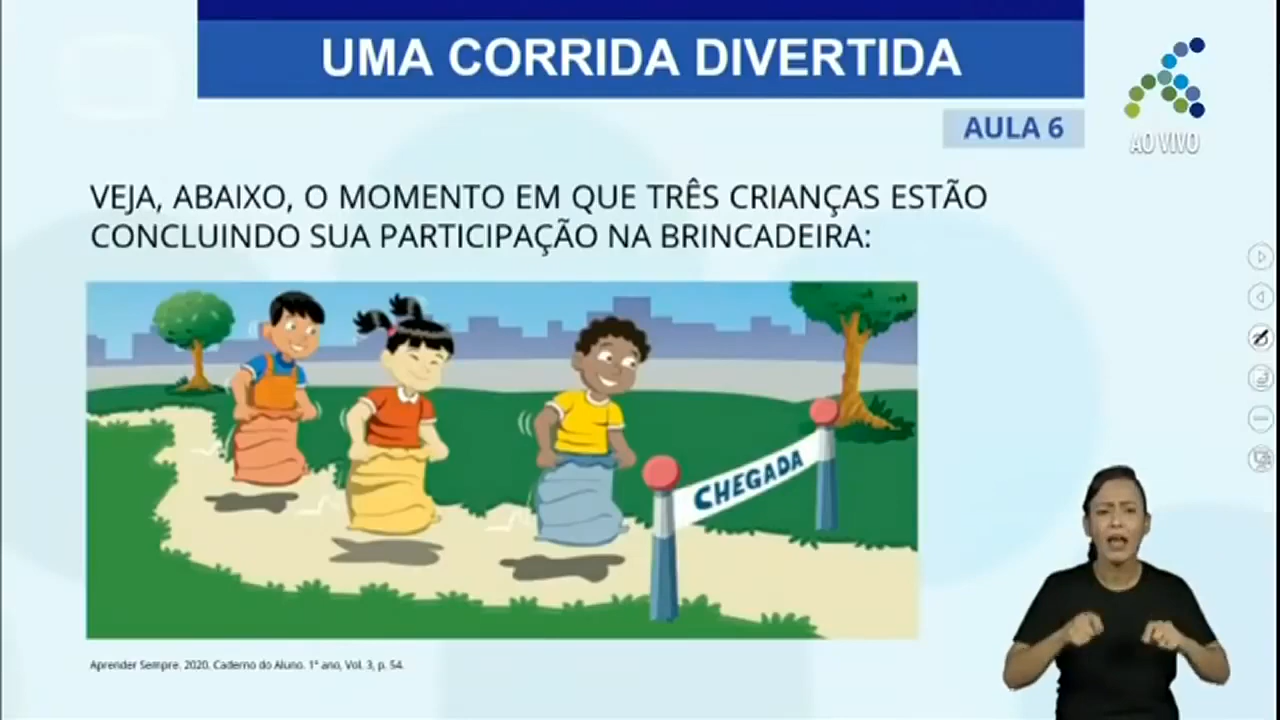 UMA CORRIDA DIVERTIDA
AULA 6
AO VIVO
VEJA, ABAIXO, O MOMENTO EM QUE TRÊS CRIANÇAS ESTÃO
CONCLUINDO SUA PARTICIPAÇÃO NA BRINCADEIRA:
CHEGADA
Aprender Sempre. 2020. Caderno do Aluno. 1° ano, Vol. 3, p. 54.